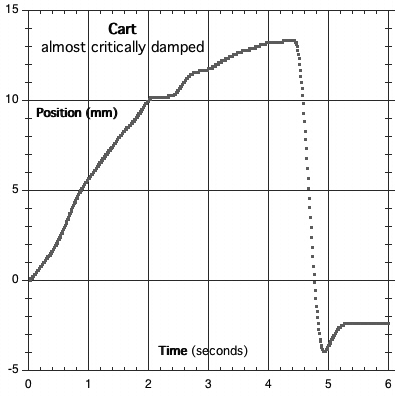 15
Cart
almost critically damped
10
Position (mm)
5
0
Time (seconds)
-5
0 1 2 3 4 5 6